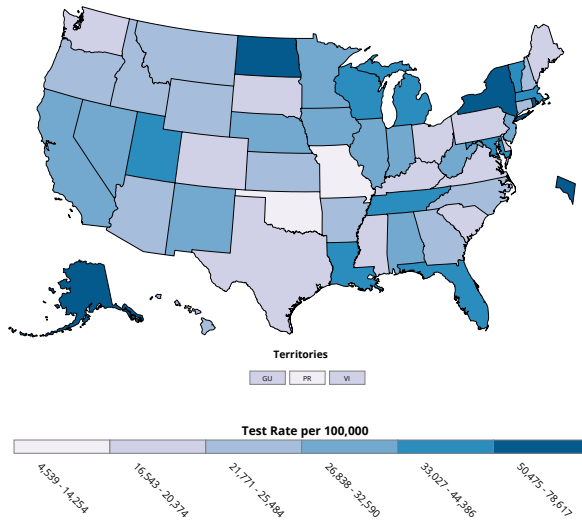 Territories
GU PR VI
Test Rate per 100,000
4,539 - 14,254
16,543 - 20,374
21,771 - 25,484
26,838 - 32,590
33,027 - 44,386
50,475 - 78,617